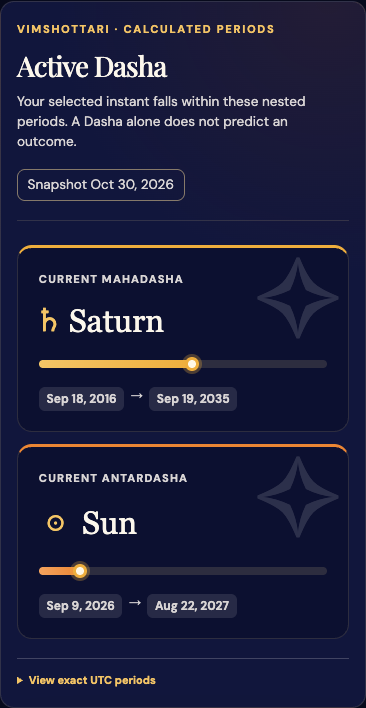 VIMSHOTTARI · CALCULATED PERIODS
Active Dasha
Your selected instant falls within these nested
periods. A Dasha alone does not predict an
outcome.
Snapshot Oct 30, 2026
CURRENT MAHADASHA
♄ Saturn
Sep 18, 2016 → Sep 19, 2035
CURRENT ANTARDASHA
☉ Sun
Sep 9, 2026 → Aug 22, 2027
▸ View exact UTC periods